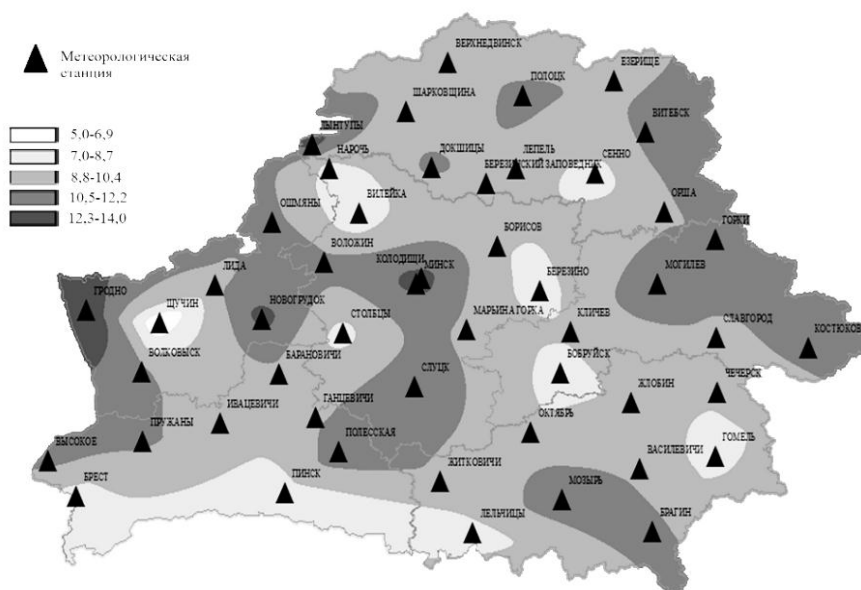 Метеорологическая
станция
5,0-6,9
7,0-8,7
8,8-10,4
10,5-12,2
12,3-14,0
ВЕРХНЕДВИНСК
ЕЗЕРИЩЕ
ПОЛОЦК
ШАРКОВЩИНА
ВИТЕБСК
ЛЫНТУПЫ
НАРОЧЬ
ДОКШИЦЫ
ЛЕПЕЛЬ
БЕРЕЗИНСКИЙ ЗАПОВЕДНИК
СЕННО
ВИЛЕЙКА
ОШМЯНЫ
ОРША
БОРИСОВ
ГОРКИ
ВОЛОЖИН
КОЛОДИЩИ
МИНСК
ЛИДА
БЕРЕЗИНО
МОГИЛЕВ
ГРОДНО
ЩУЧИН
НОВОГРУДОК
СТОЛБЦЫ
МАРЬИНА ГОРКА
КЛИЧЕВ
СЛАВГОРОД
КОСТЮКОВ
ВОЛКОВЫСК
БАРАНОВИЧИ
БОБРУЙСК
СЛУЦК
ЧЕЧЕРСК
ЖЛОБИН
ИВАЦЕВИЧИ
ГАНЦЕВИЧИ
ОКТЯБРЬ
ПРУЖАНЫ
ВЫСОКОЕ
ПОЛЕССКАЯ
ГОМЕЛЬ
ВАСИЛЕВИЧИ
ЖИТКОВИЧИ
БРЕСТ
ПИНСК
МОЗЫРЬ
ЛЕЛЬЧИЦЫ
БРАГИН